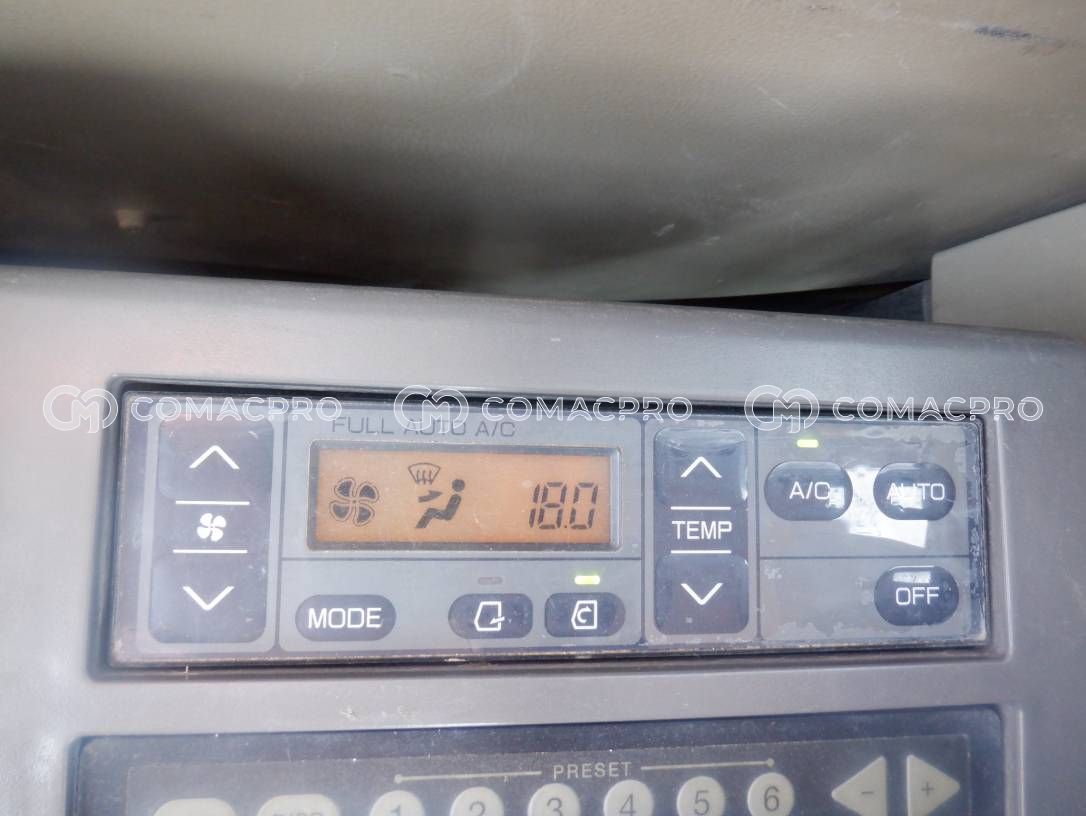 COMACPRO COMACPRO COMACPRO
FULL AUTO A/C
18.0
A/C AUTO
TEMP
MODE
OFF
PRESET
1 2 3 4 5 6
- +